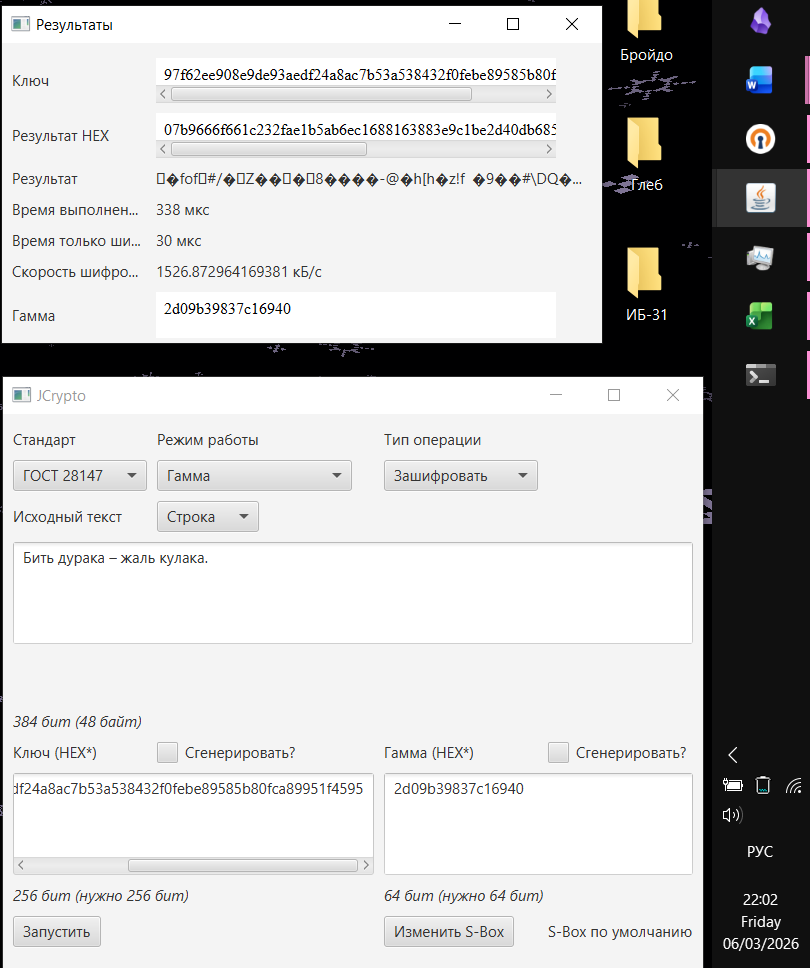 Результаты
Ключ
97f62ee908e9de93aedf24a8ac7b53a538432f0febe89585b80f
Результат HEX
07b9666f661c232fae1b5ab6ec1688163883e9c1be2d40db685
Результат
Время выполнен... 338 мкс
Время только ши... 30 мкс
Скорость шифро... 1526.872964169381 кБ/с
Гамма
2d09b39837c16940
Бройдо
Глеб
ИБ-31
JCrypto
Стандарт Режим работы Тип операции
ГОСТ 28147 Гамма Зашифровать
Исходный текст Строка
Бить дурака – жаль кулака.
384 бит (48 байт)
Ключ (HEX*) Сгенерировать? Гамма (HEX*) Сгенерировать?
df24a8ac7b53a538432f0febe89585b80fca89951f4595 2d09b39837c16940
256 бит (нужно 256 бит) 64 бит (нужно 64 бит)
Запустить Изменить S-Box S-Box по умолчанию
РУС
22:02
Friday
06/03/2026